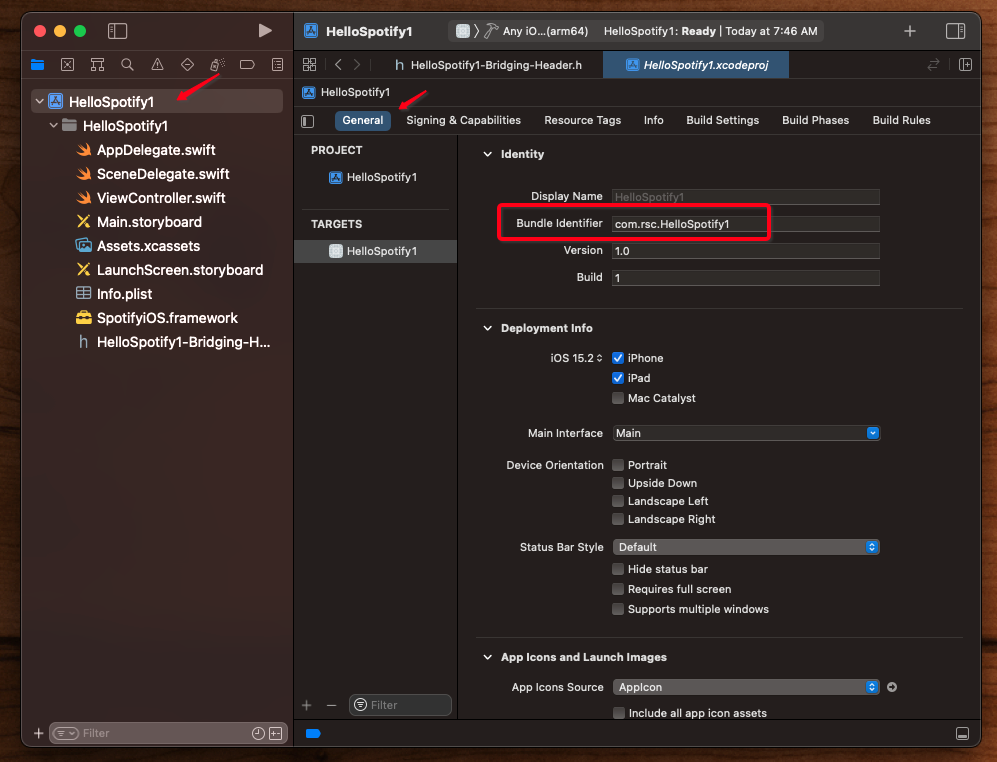 HelloSpotify1
Any iO...(arm64)
HelloSpotify1: Ready | Today at 7:46 AM
h HelloSpotify1-Bridging-Header.h
HelloSpotify1.xcodeproj
HelloSpotify1
HelloSpotify1
HelloSpotify1
AppDelegate.swift
SceneDelegate.swift
ViewController.swift
Main.storyboard
Assets.xcassets
LaunchScreen.storyboard
Info.plist
SpotifyiOS.framework
h HelloSpotify1-Bridging-H...
Filter
General
Signing & Capabilities
Resource Tags
Info
Build Settings
Build Phases
Build Rules
PROJECT
HelloSpotify1
TARGETS
HelloSpotify1
Filter
Identity
Display Name HelloSpotify1
Bundle Identifier com.rsc.HelloSpotify1
Version 1.0
Build 1
Deployment Info
iOS 15.2 iPhone
iPad
Mac Catalyst
Main Interface Main
Device Orientation Portrait
Upside Down
Landscape Left
Landscape Right
Status Bar Style Default
Hide status bar
Requires full screen
Supports multiple windows
App Icons and Launch Images
App Icons Source AppIcon
Include all app icon assets